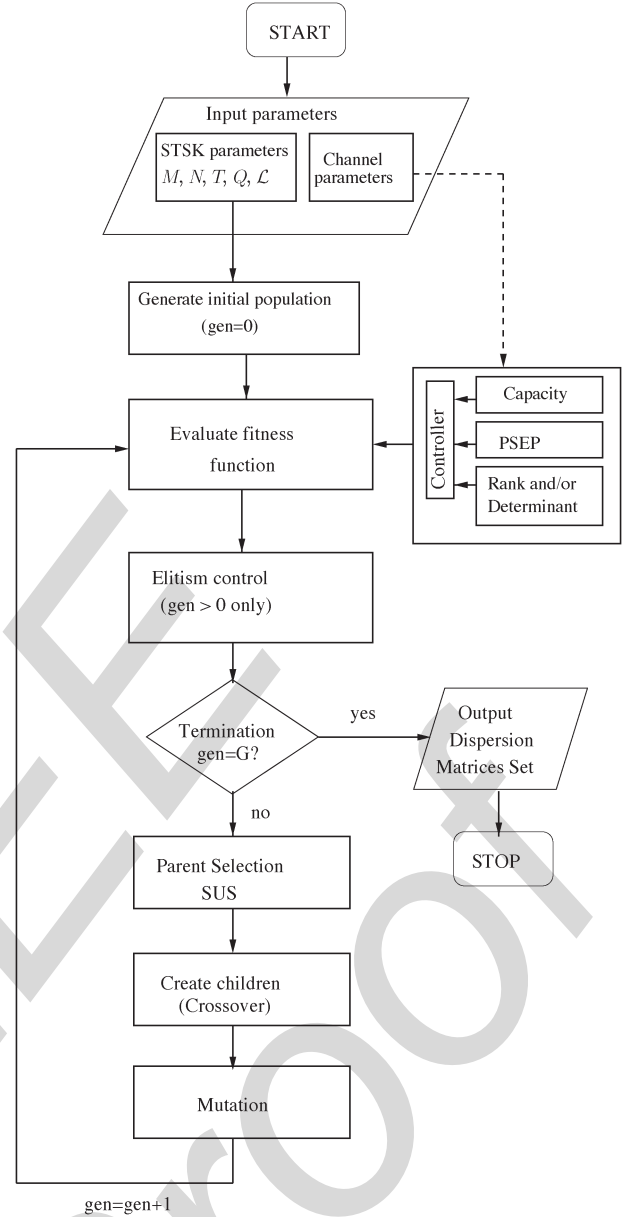 START
Input parameters
STSK parameters
M, N, T, Q, ℒ
Channel
parameters
Generate initial population
(gen=0)
Evaluate fitness
function
Controller
Capacity
PSEP
Rank and/or
Determinant
Elitism control
(gen > 0 only)
Termination
gen=G?
yes
Output
Dispersion
Matrices Set
STOP
no
Parent Selection
SUS
Create children
(Crossover)
Mutation
gen=gen+1
EE
Proof